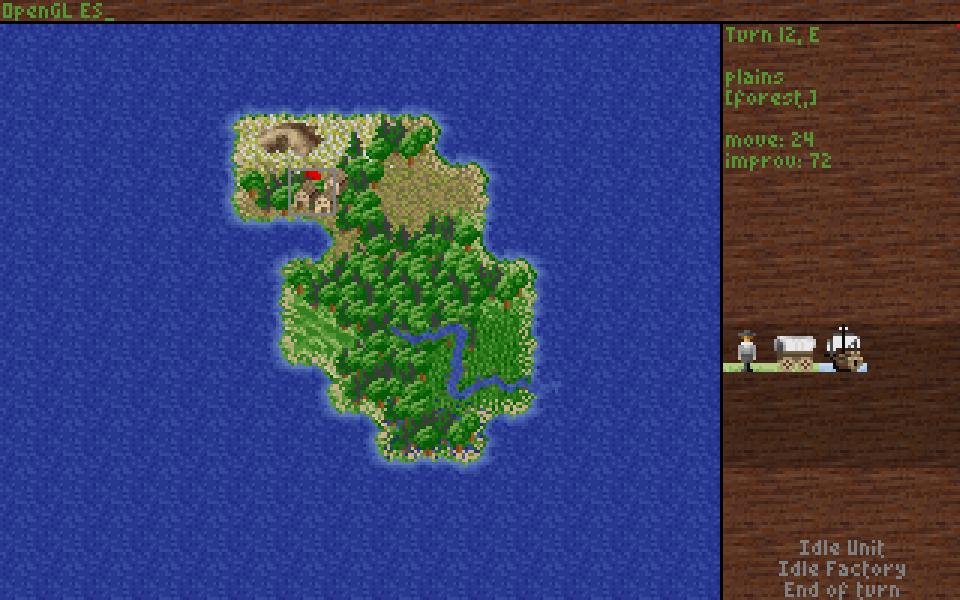 OpenGL ES_
Turn 12, E
plains
[forest,]
move: 24
improv: 72
Idle Unit
Idle Factory
End of turn